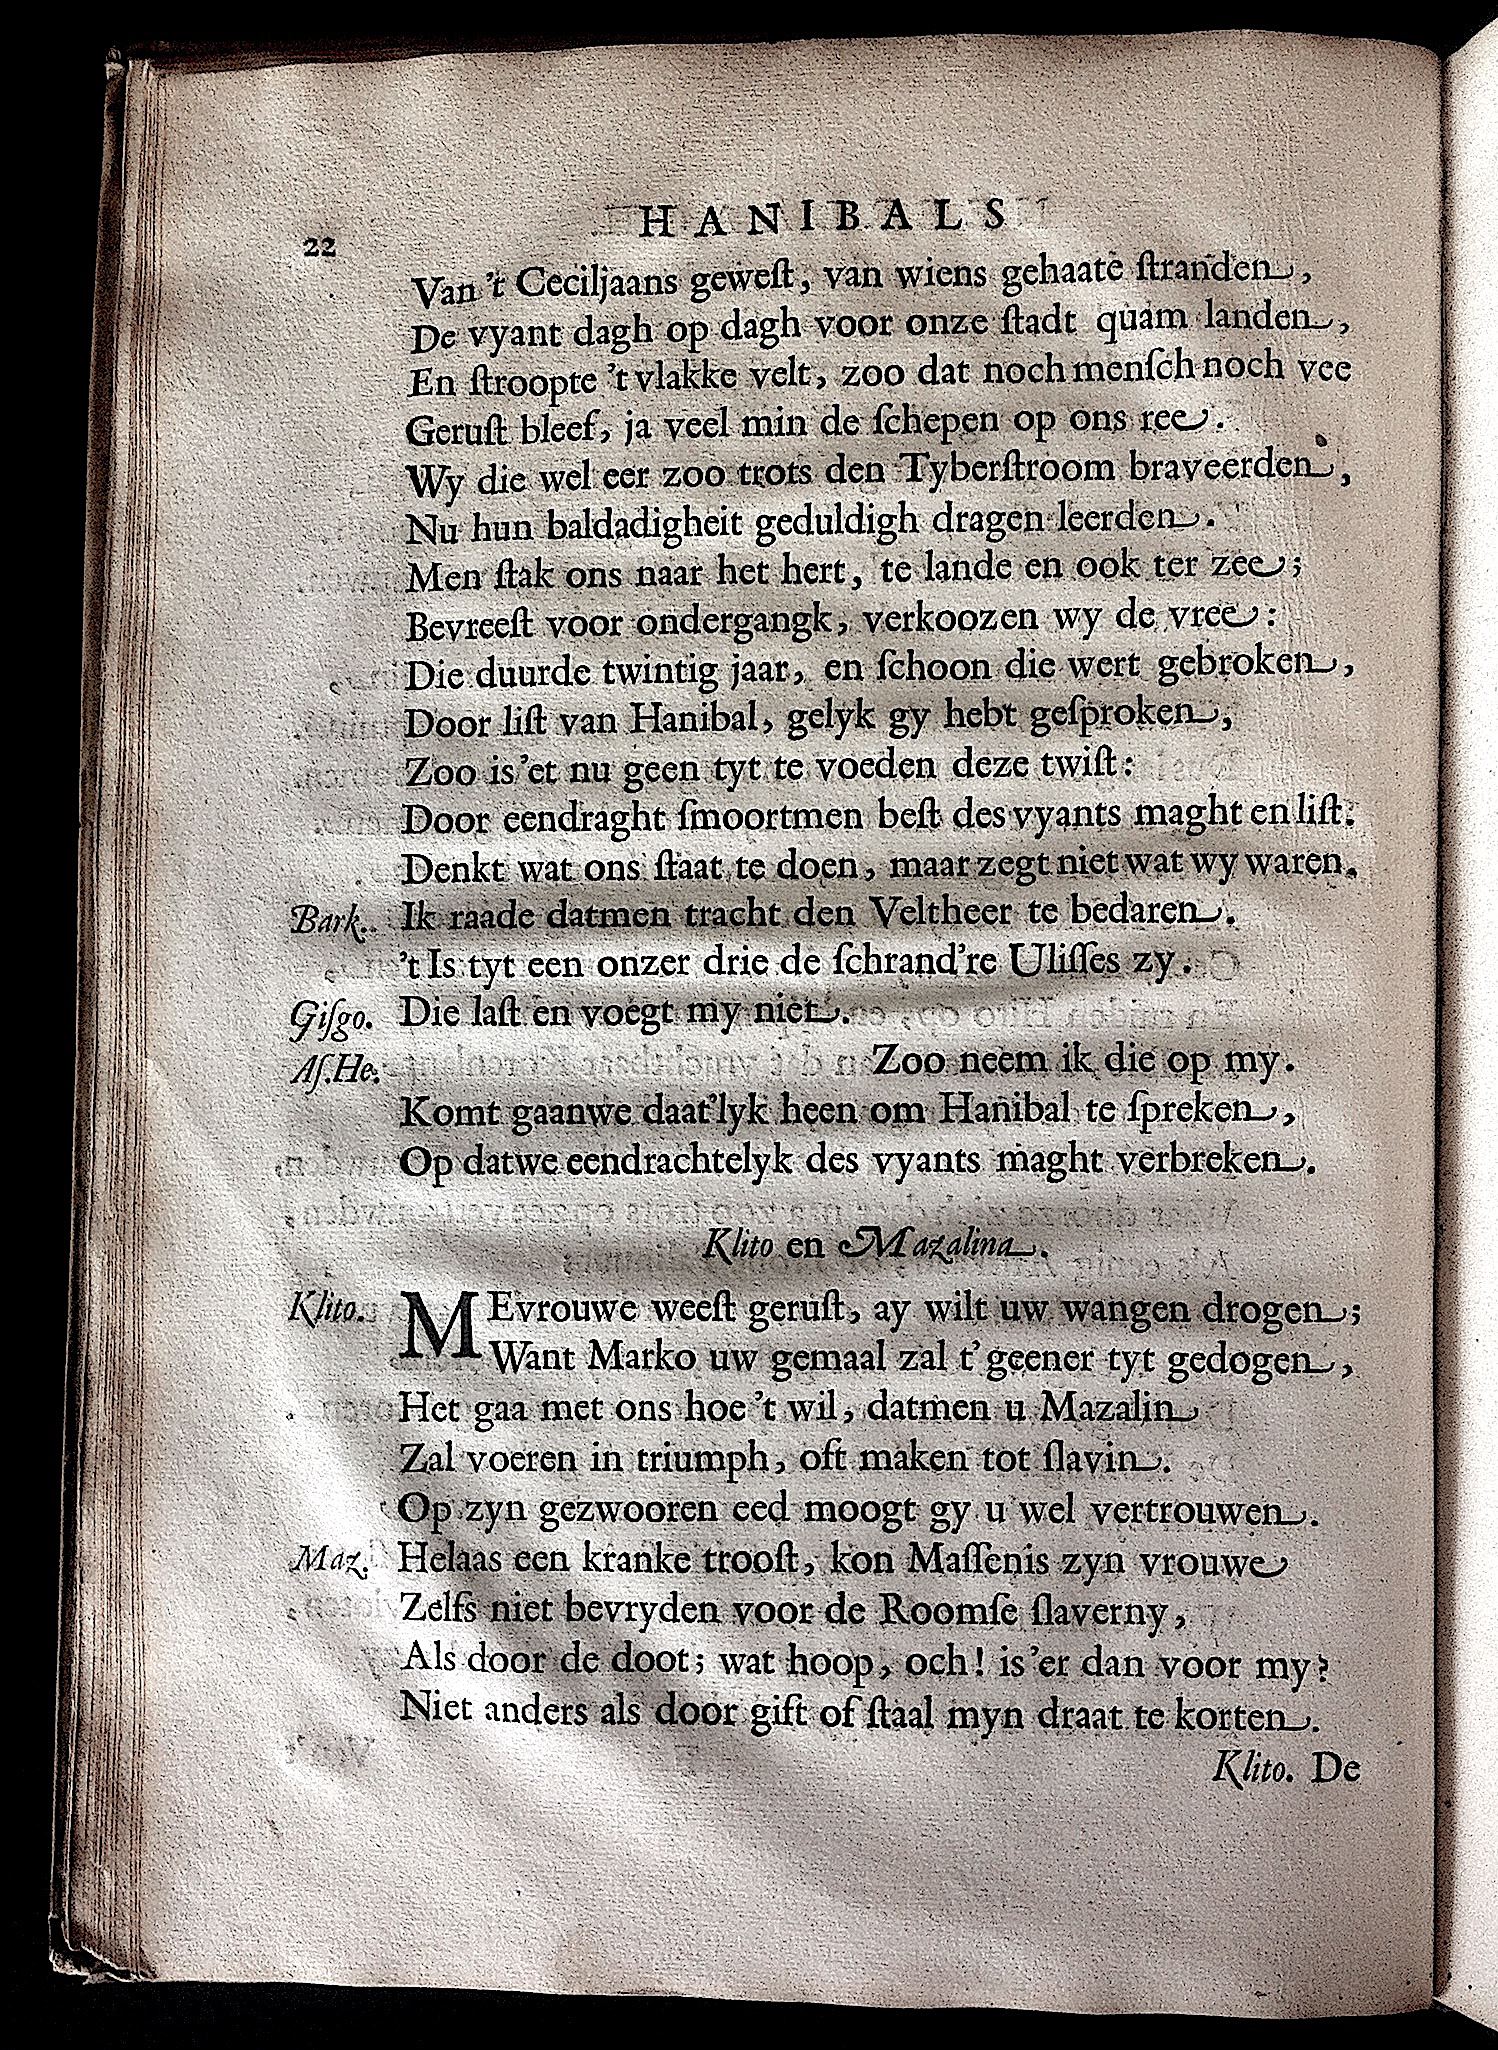 22
HANIBALS
Van 't Ceciljaans geweſt, van wiens gehaate ſtranden,
De vyant dagh op dagh voor onze ſtadt quam landen,
En ſtroopte 't vlakke velt, zoo dat noch menſch noch vee
Geruſt bleef, ja veel min de ſchepen op ons ree.
Wy die wel eer zoo trots den Tyberſtroom braveerden,
Nu hun baldadigheit geduldigh dragen leerden.
Men ſtak ons naar het hert, te lande en ook ter zee;
Bevreeſt voor ondergangk, verkoozen wy de vree:
Die duurde twintig jaar, en ſchoon die wert gebroken,
Door liſt van Hanibal, gelyk gy hebt geſproken,
Zoo is 'et nu geen tyt te voeden deze twiſt:
Door eendraght ſmoortmen beſt des vyants maght en liſt.
Denkt wat ons ſtaat te doen, maar zegt niet wat wy waren.
Bark. Ik raade datmen tracht den Veltheer te bedaren.
't Is tyt een onzer drie de ſchrand're Uliſſes zy.
Giſgo. Die laſt en voegt my niet.
Aſ.He. Zoo neem ik die op my.
Komt gaanwe daat'lyk heen om Hanibal te ſpreken,
Op datwe eendrachtelyk des vyants maght verbreken.
Klito en Mazalina.
Klito. MEvrouwe weeſt geruſt, ay wilt uw wangen drogen;
Want Marko uw gemaal zal t' geener tyt gedogen,
Het gaa met ons hoe 't wil, datmen u Mazalin
Zal voeren in triumph, oft maken tot ſlavin.
Op zyn gezwooren eed moogt gy u wel vertrouwen.
Maz. Helaas een kranke trooſt, kon Maſſenis zyn vrouwe
Zelfs niet bevryden voor de Roomſe ſlaverny,
Als door de doot; wat hoop, och! is 'er dan voor my?
Niet anders als door gift of ſtaal myn draat te korten.
Klito. De